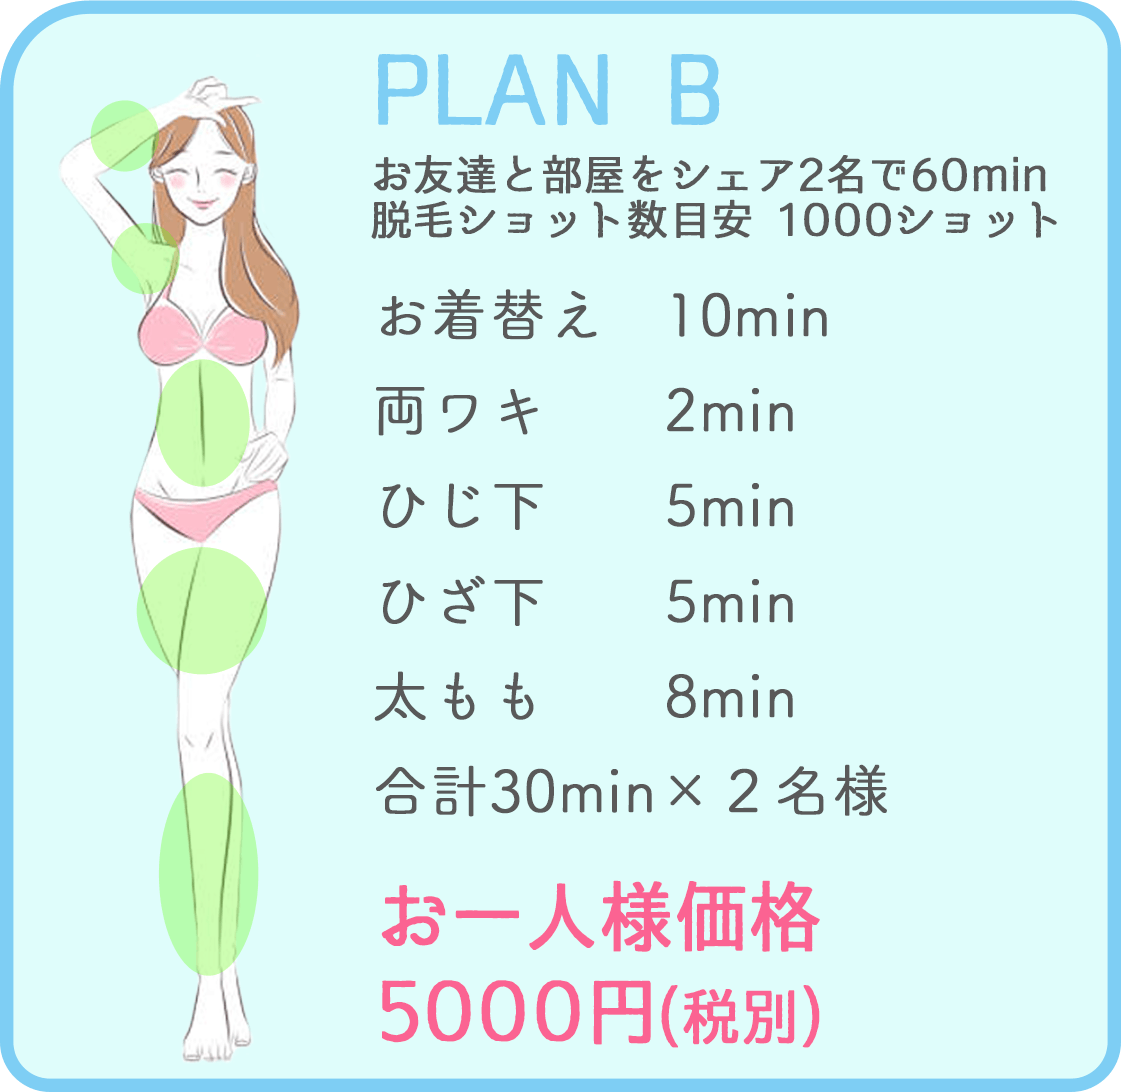 PLAN B
お友達と部屋をシェア2名で60min
脱毛ショット数目安 1000ショット
お着替え 10min
両ワキ 2min
ひじ下 5min
ひざ下 5min
太もも 8min
合計30min×２名様
お一人様価格
5000円(税別)